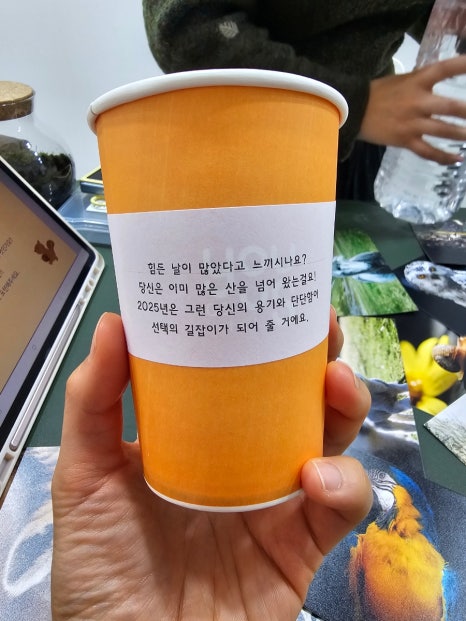 힘든 날이 많았다고 느끼시나요?
당신은 이미 많은 산을 넘어 왔는걸요!
2025년은 그런 당신의 용기와 단단함이
선택의 길잡이가 되어 줄 거예요.